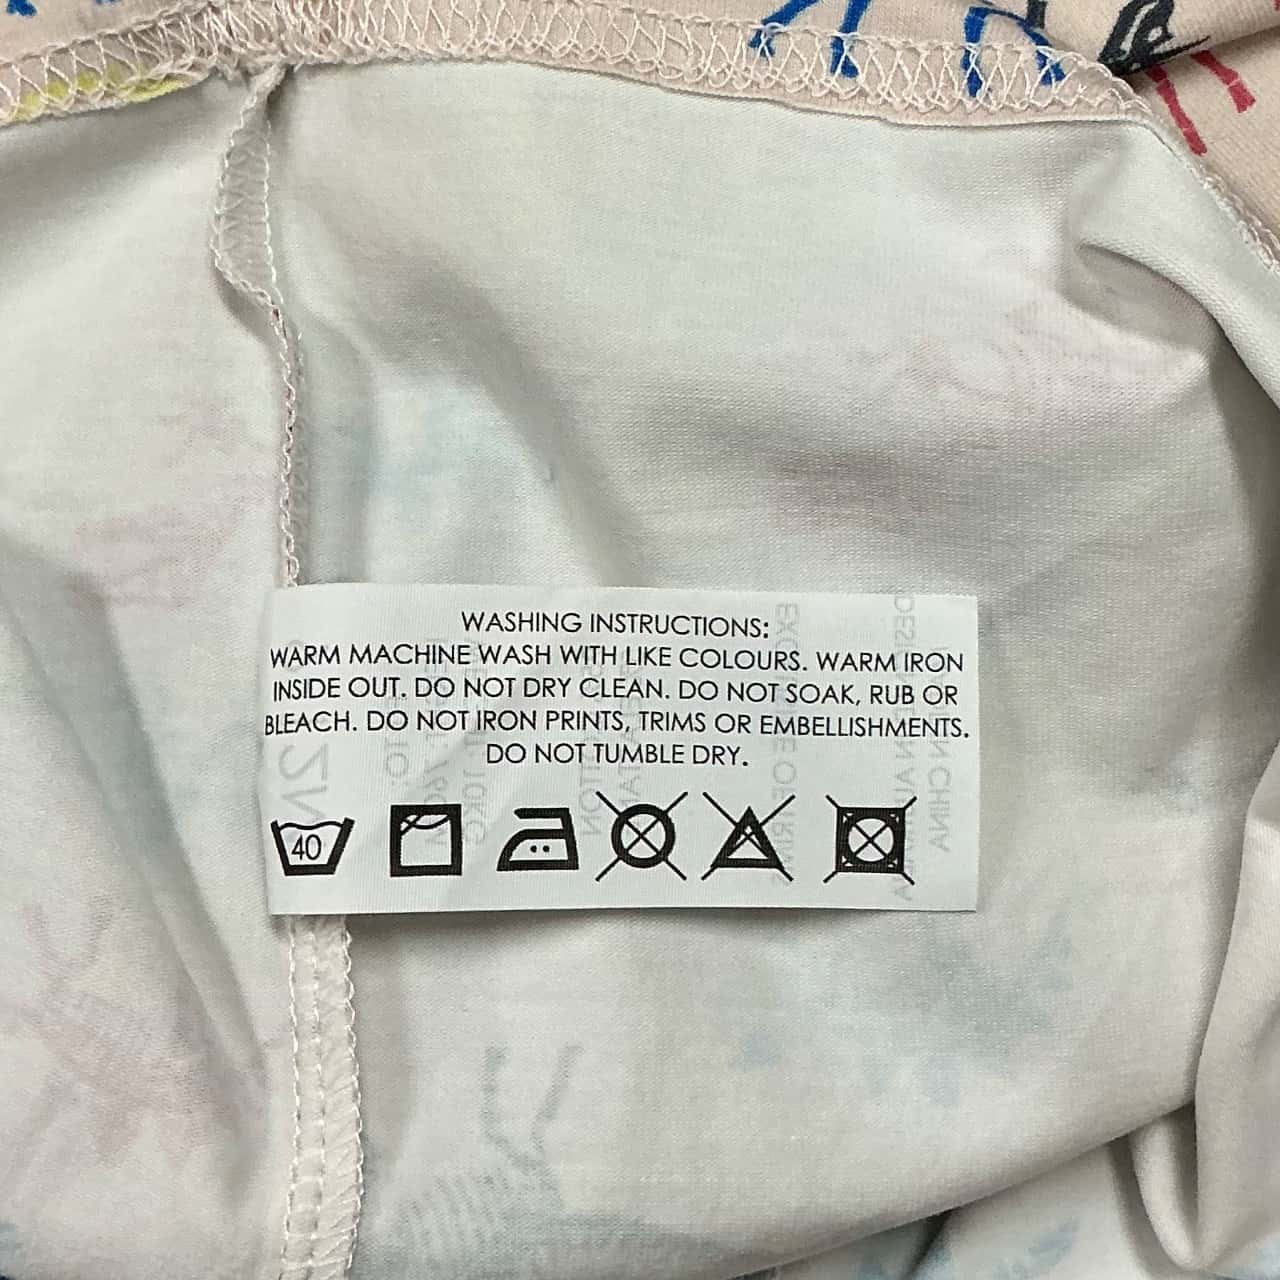 WASHING INSTRUCTIONS:
WARM MACHINE WASH WITH LIKE COLOURS. WARM IRON
INSIDE OUT. DO NOT DRY CLEAN. DO NOT SOAK, RUB OR
BLEACH. DO NOT IRON PRINTS, TRIMS OR EMBELLISHMENTS.
DO NOT TUMBLE DRY.
40